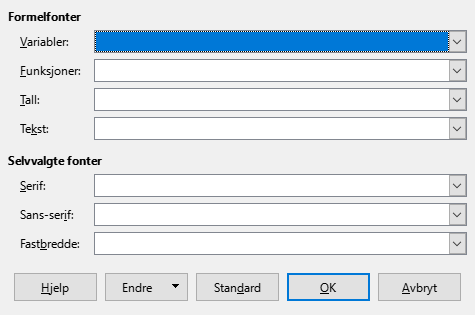 Formelfonter
Variabler:
Funksjoner:
Tall:
Tekst:
Selvvalgte fonter
Serif:
Sans-serif:
Fastbredde:
Hjelp Endre Standard OK Avbryt